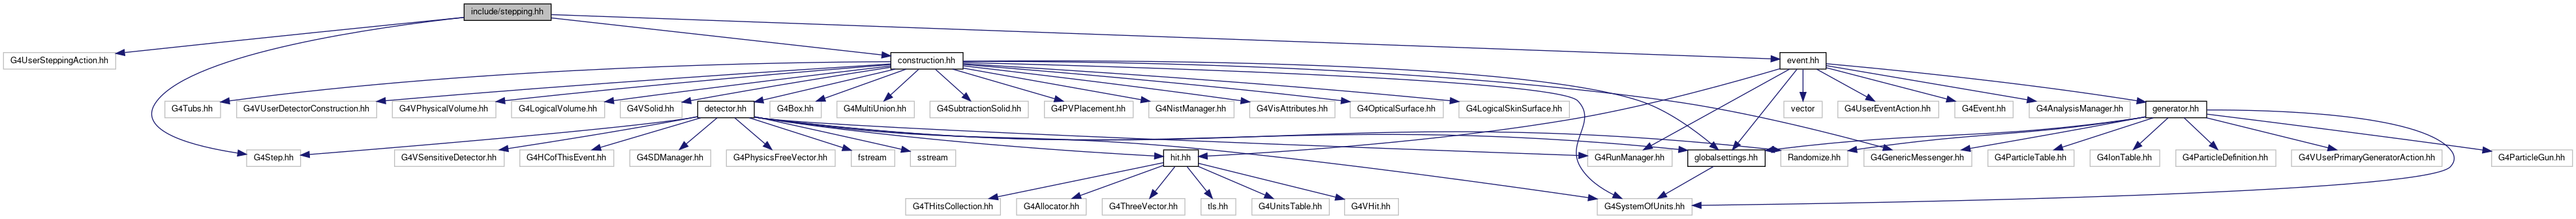 include/stepping.hh
G4UserSteppingAction.hh
construction.hh
event.hh
G4Tubs.hh
G4VUserDetectorConstruction.hh
G4VPhysicalVolume.hh
G4LogicalVolume.hh
G4VSolid.hh
detector.hh
G4Box.hh
G4MultiUnion.hh
G4SubtractionSolid.hh
G4PVPlacement.hh
G4NistManager.hh
G4VisAttributes.hh
G4OpticalSurface.hh
G4LogicalSkinSurface.hh
vector
G4UserEventAction.hh
G4Event.hh
G4AnalysisManager.hh
generator.hh
G4Step.hh
G4VSensitiveDetector.hh
G4HCofThisEvent.hh
G4SDManager.hh
G4PhysicsFreeVector.hh
fstream
sstream
hit.hh
G4RunManager.hh
globalsettings.hh
Randomize.hh
G4GenericMessenger.hh
G4ParticleTable.hh
G4IonTable.hh
G4ParticleDefinition.hh
G4VUserPrimaryGeneratorAction.hh
G4ParticleGun.hh
G4THitsCollection.hh
G4Allocator.hh
G4ThreeVector.hh
tls.hh
G4UnitsTable.hh
G4VHit.hh
G4SystemOfUnits.hh